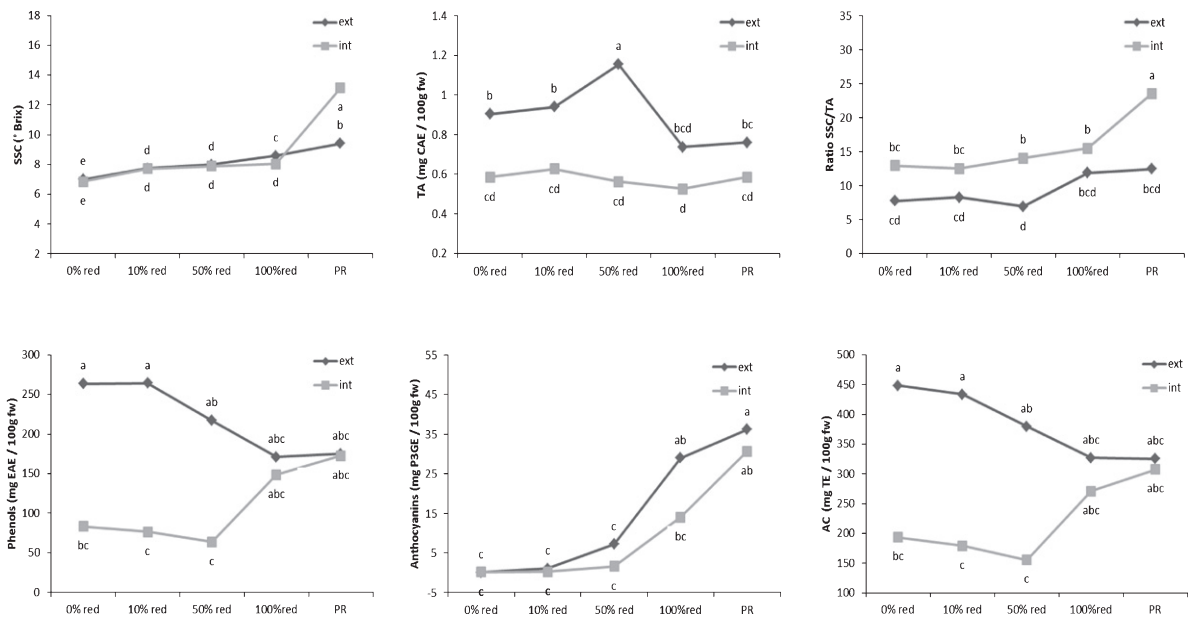 SSC (˚ Brix)
18
16
14
12
10
8
6
4
2
ext
int
e
d
d
c
b
a
e
d
d
d
0% red 10% red 50% red 100%red PR
TA (mg CAE / 100g fw)
1.4
1.2
1
0.8
0.6
0.4
0.2
ext
int
b
b
a
bcd
bc
cd
cd
cd
d
cd
0% red 10% red 50% red 100%red PR
Ratio SSC/TA
35
30
25
20
15
10
5
0
ext
int
bc
bc
b
b
a
cd
cd
d
bcd
bcd
0% red 10% red 50% red 100%red PR
Phenols (mg EAE / 100g fw)
300
250
200
150
100
50
0
ext
int
a
a
ab
abc
abc
bc
c
c
abc
abc
0% red 10% red 50% red 100%red PR
Anthocyanins (mg P3GE / 100g fw)
55
45
35
25
15
5
-5
ext
int
c
c
c
ab
a
c
c
c
bc
ab
0% red 10% red 50% red 100%red PR
AC (mg TE / 100g fw)
500
450
400
350
300
250
200
150
100
ext
int
a
a
ab
abc
abc
bc
c
c
abc
abc
0% red 10% red 50% red 100%red PR